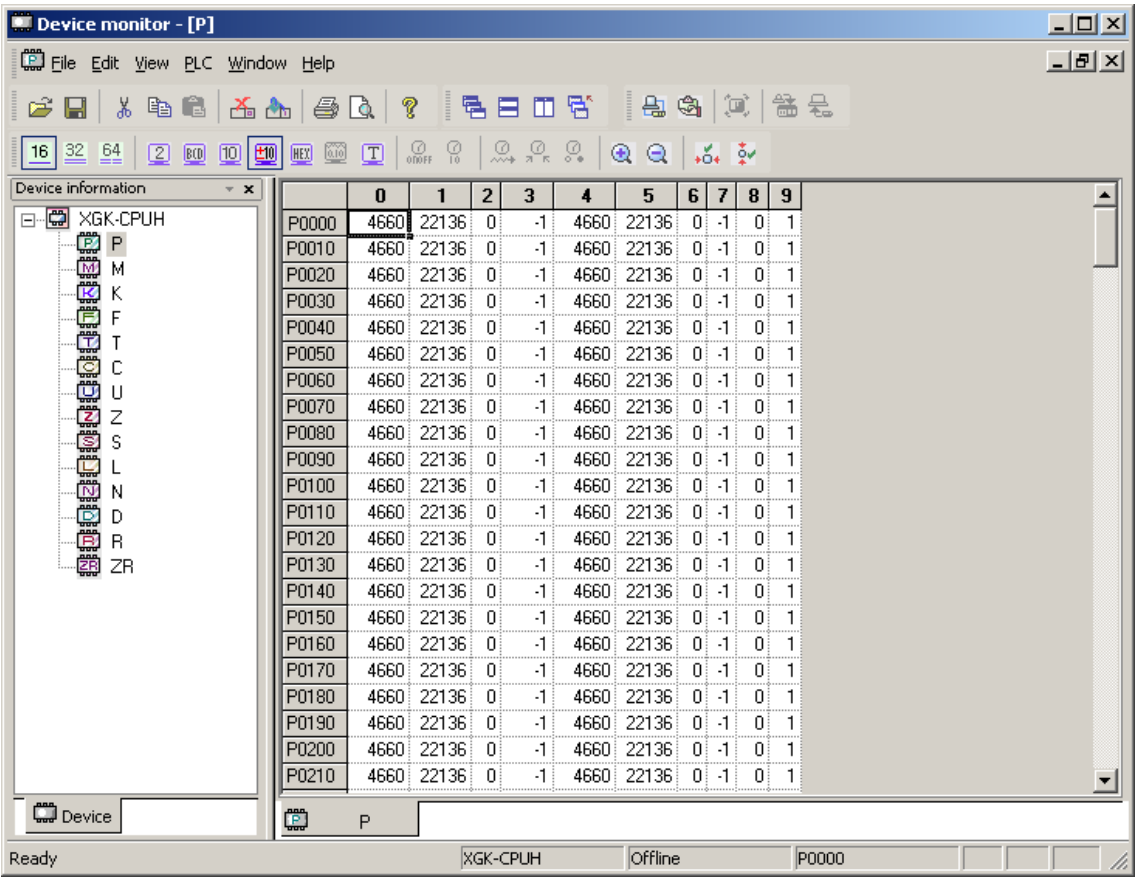 Device monitor - [P]
File Edit View PLC Window Help
16 32 64 2 BCD 10 ±10 HEX 0.10 T ONOFF 10
Device information
XGK-CPUH
P
M
K
F
T
C
U
Z
S
L
N
D
R
ZR
Device
0 1 2 3 4 5 6 7 8 9
P0000 4660 22136 0 -1 4660 22136 0 -1 0 1
P0010 4660 22136 0 -1 4660 22136 0 -1 0 1
P0020 4660 22136 0 -1 4660 22136 0 -1 0 1
P0030 4660 22136 0 -1 4660 22136 0 -1 0 1
P0040 4660 22136 0 -1 4660 22136 0 -1 0 1
P0050 4660 22136 0 -1 4660 22136 0 -1 0 1
P0060 4660 22136 0 -1 4660 22136 0 -1 0 1
P0070 4660 22136 0 -1 4660 22136 0 -1 0 1
P0080 4660 22136 0 -1 4660 22136 0 -1 0 1
P0090 4660 22136 0 -1 4660 22136 0 -1 0 1
P0100 4660 22136 0 -1 4660 22136 0 -1 0 1
P0110 4660 22136 0 -1 4660 22136 0 -1 0 1
P0120 4660 22136 0 -1 4660 22136 0 -1 0 1
P0130 4660 22136 0 -1 4660 22136 0 -1 0 1
P0140 4660 22136 0 -1 4660 22136 0 -1 0 1
P0150 4660 22136 0 -1 4660 22136 0 -1 0 1
P0160 4660 22136 0 -1 4660 22136 0 -1 0 1
P0170 4660 22136 0 -1 4660 22136 0 -1 0 1
P0180 4660 22136 0 -1 4660 22136 0 -1 0 1
P0190 4660 22136 0 -1 4660 22136 0 -1 0 1
P0200 4660 22136 0 -1 4660 22136 0 -1 0 1
P0210 4660 22136 0 -1 4660 22136 0 -1 0 1
P
Ready XGK-CPUH Offline P0000